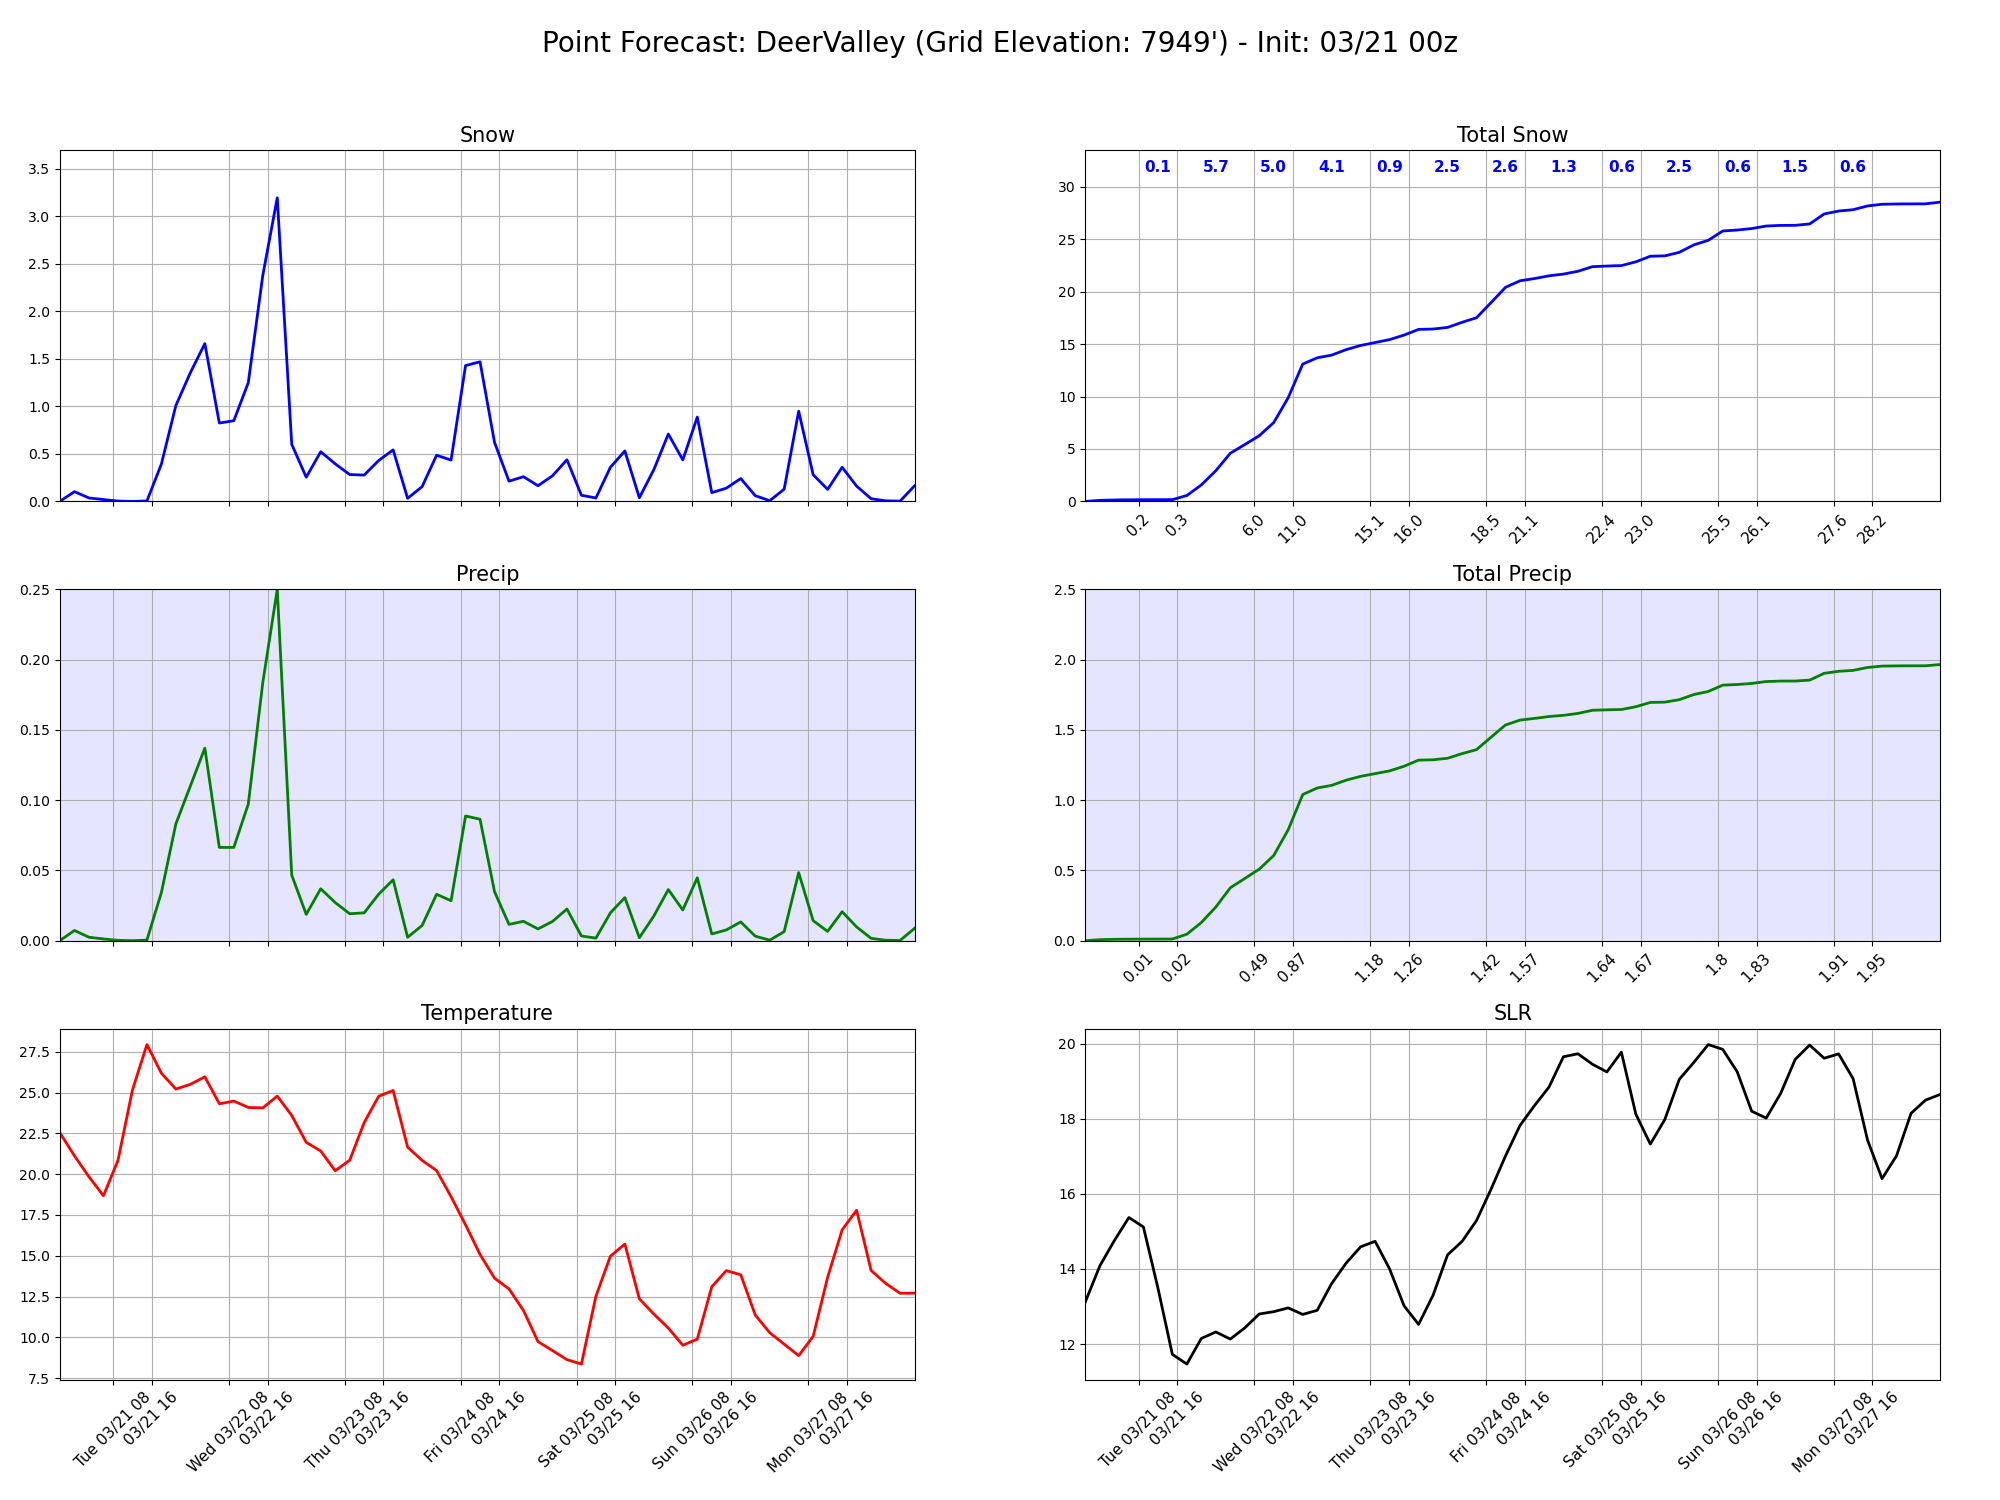 Point Forecast: DeerValley (Grid Elevation: 7949') - Init: 03/21 00z
Snow
3.5
3.0
2.5
2.0
1.5
1.0
0.5
0.0
Total Snow
0.1 5.7 5.0 4.1 0.9 2.5 2.6 1.3 0.6 2.5 0.6 1.5 0.6
30
25
20
15
10
5
0
0.2 0.3 6.0 11.0 15.1 16.0 18.5 21.1 22.4 23.0 25.5 26.1 27.6 28.2
Precip
0.25
0.20
0.15
0.10
0.05
0.00
Total Precip
2.5
2.0
1.5
1.0
0.5
0.0
0.01 0.02 0.49 0.87 1.18 1.26 1.42 1.57 1.64 1.67 1.8 1.83 1.91 1.95
Temperature
27.5
25.0
22.5
20.0
17.5
15.0
12.5
10.0
7.5
Tue 03/21 08
03/21 16
Wed 03/22 08
03/22 16
Thu 03/23 08
03/23 16
Fri 03/24 08
03/24 16
Sat 03/25 08
03/25 16
Sun 03/26 08
03/26 16
Mon 03/27 08
03/27 16
SLR
20
18
16
14
12
Tue 03/21 08
03/21 16
Wed 03/22 08
03/22 16
Thu 03/23 08
03/23 16
Fri 03/24 08
03/24 16
Sat 03/25 08
03/25 16
Sun 03/26 08
03/26 16
Mon 03/27 08
03/27 16